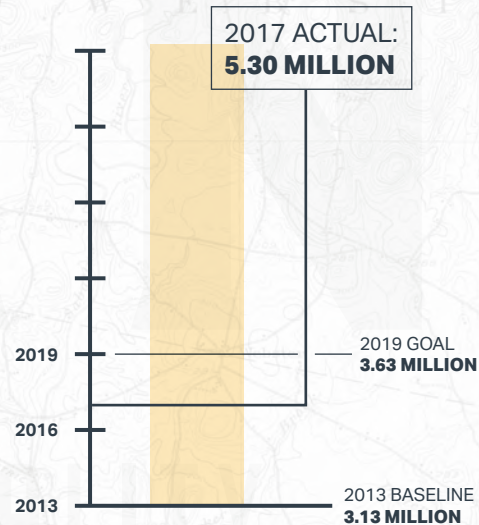 2017 ACTUAL:
5.30 MILLION
2019
2019 GOAL
3.63 MILLION
2016
2013
2013 BASELINE
3.13 MILLION